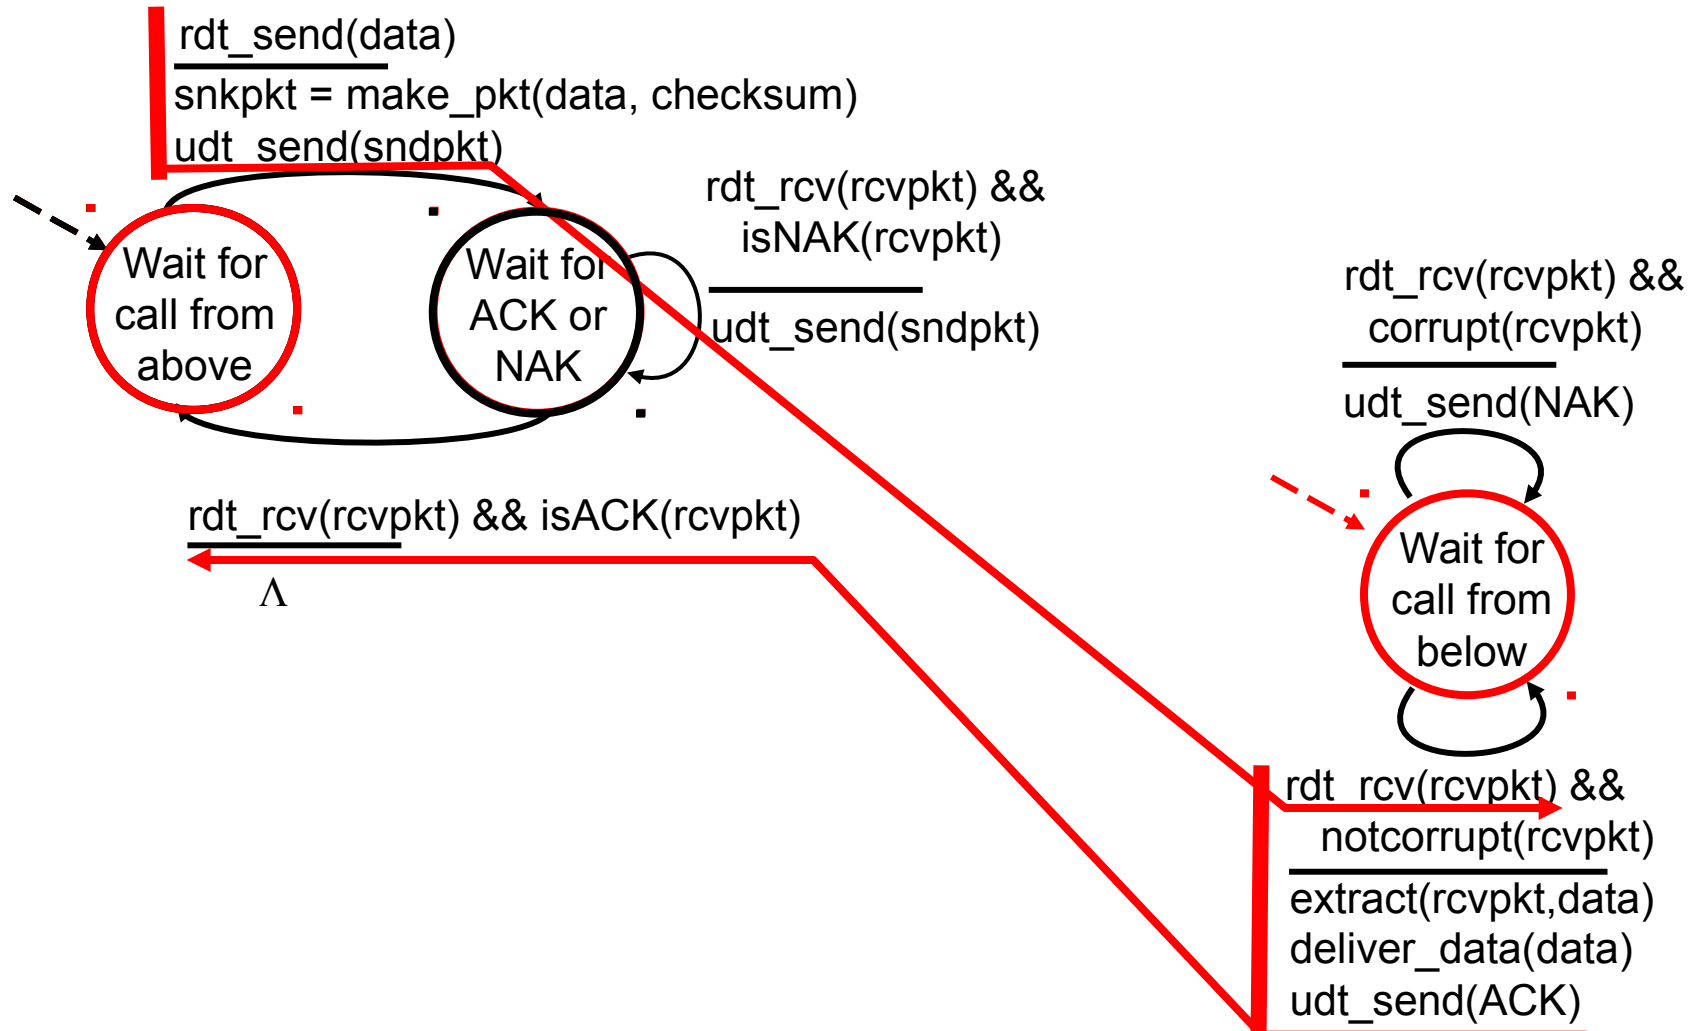 rdt_send(data)
snkpkt = make_pkt(data, checksum)
udt_send(sndpkt)
rdt_rcv(rcvpkt) &&
isNAK(rcvpkt)
udt_send(sndpkt)
Wait for
call from
above
Wait for
ACK or
NAK
rdt_rcv(rcvpkt) && isACK(rcvpkt)
Λ
rdt_rcv(rcvpkt) &&
corrupt(rcvpkt)
udt_send(NAK)
Wait for
call from
below
rdt_rcv(rcvpkt) &&
notcorrupt(rcvpkt)
extract(rcvpkt,data)
deliver_data(data)
udt_send(ACK)